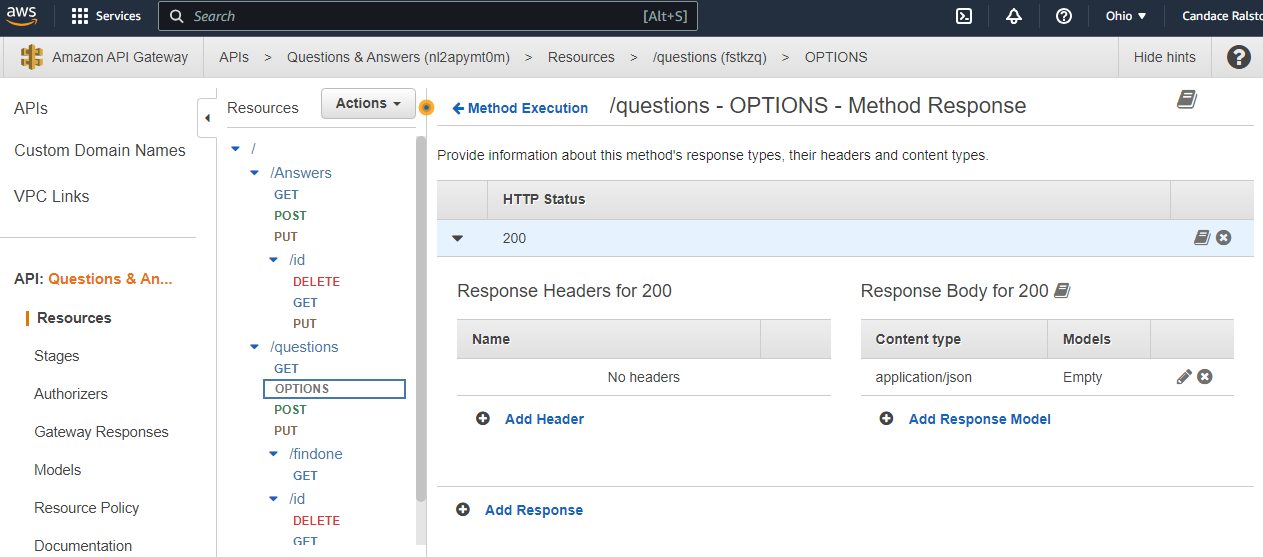 aws
Services
Search
[Alt+S]
Ohio
Candace Ralsto
Amazon API Gateway
APIs > Questions & Answers (nl2apymt0m) > Resources > /questions (fstkzq) > OPTIONS
Hide hints
APIs
Custom Domain Names
VPC Links
API: Questions & An...
Resources
Stages
Authorizers
Gateway Responses
Models
Resource Policy
Documentation
Resources
Actions
/
/Answers
GET
POST
PUT
/id
DELETE
GET
PUT
/questions
GET
OPTIONS
POST
PUT
/findone
GET
/id
DELETE
GET
Method Execution
/questions - OPTIONS - Method Response
Provide information about this method's response types, their headers and content types.
HTTP Status
200
Response Headers for 200
Name
No headers
Add Header
Response Body for 200
Content type Models
application/json Empty
Add Response Model
Add Response